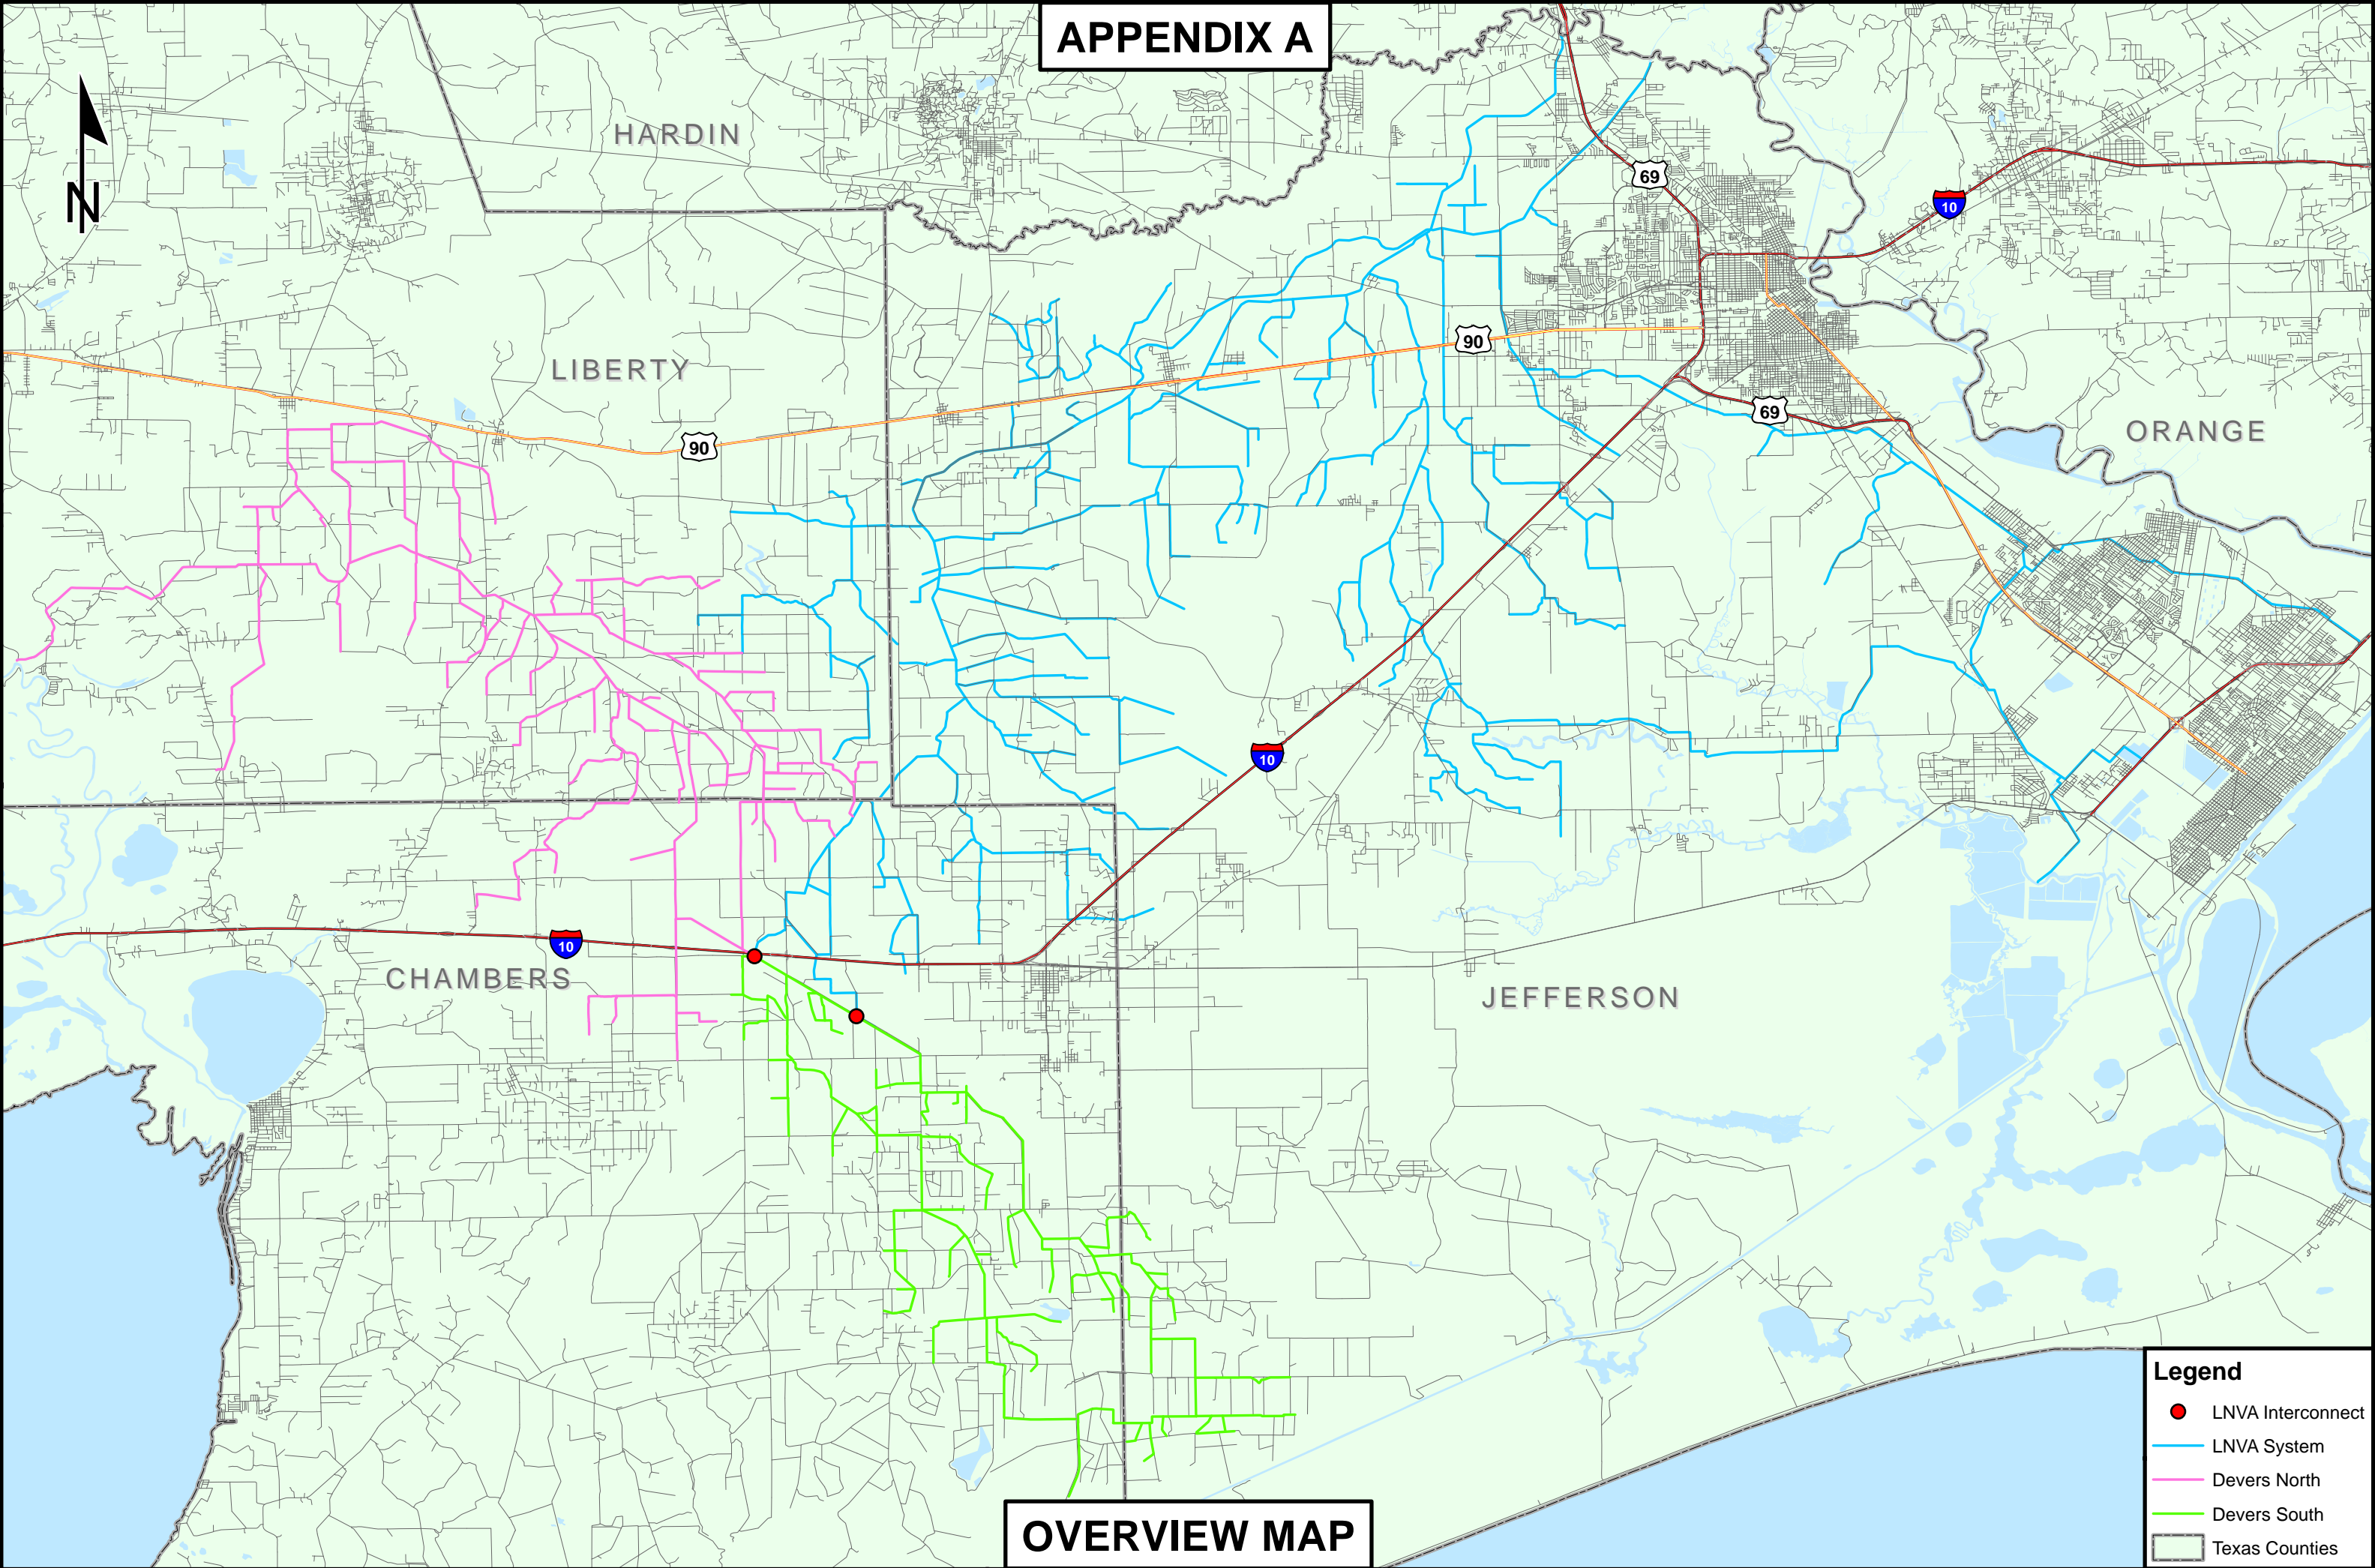 APPENDIX A
N
HARDIN
69
10
LIBERTY
90
90
69
ORANGE
10
10
CHAMBERS
JEFFERSON
Legend
LNVA Interconnect
LNVA System
Devers North
Devers South
Texas Counties
OVERVIEW MAP